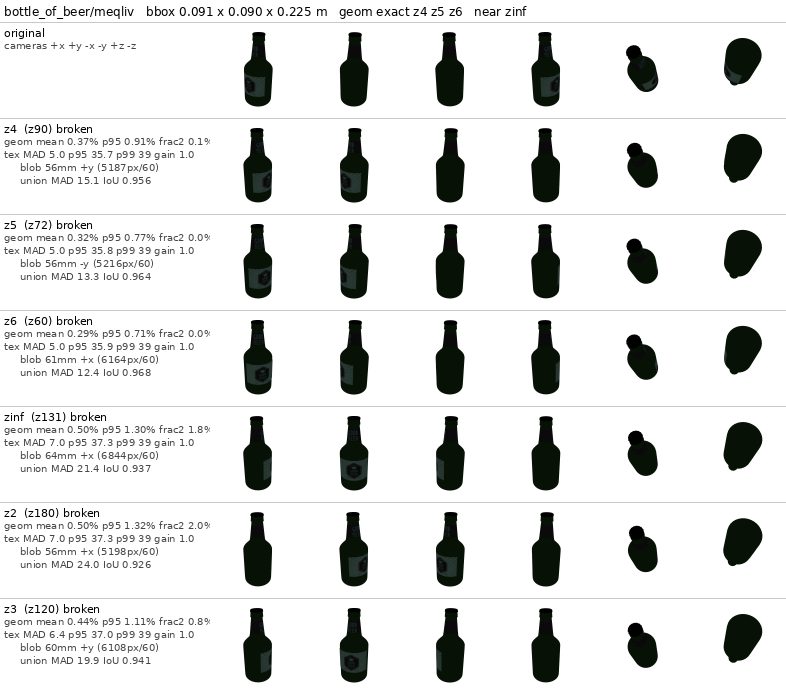 bottle_of_beer/meqliv bbox 0.091 x 0.090 x 0.225 m geom exact z4 z5 z6 near zinf
original
cameras +x +y -x -y +z -z
z4 (z90) broken
geom mean 0.37% p95 0.91% frac2 0.1%
tex MAD 5.0 p95 35.7 p99 39 gain 1.0
blob 56mm +y (5187px/60)
union MAD 15.1 IoU 0.956
z5 (z72) broken
geom mean 0.32% p95 0.77% frac2 0.0%
tex MAD 5.0 p95 35.8 p99 39 gain 1.0
blob 56mm -y (5216px/60)
union MAD 13.3 IoU 0.964
z6 (z60) broken
geom mean 0.29% p95 0.71% frac2 0.0%
tex MAD 5.0 p95 35.9 p99 39 gain 1.0
blob 61mm +x (6164px/60)
union MAD 12.4 IoU 0.968
zinf (z131) broken
geom mean 0.50% p95 1.30% frac2 1.8%
tex MAD 7.0 p95 37.3 p99 39 gain 1.0
blob 64mm +x (6844px/60)
union MAD 21.4 IoU 0.937
z2 (z180) broken
geom mean 0.50% p95 1.32% frac2 2.0%
tex MAD 7.0 p95 37.3 p99 39 gain 1.0
blob 56mm +x (5198px/60)
union MAD 24.0 IoU 0.926
z3 (z120) broken
geom mean 0.44% p95 1.11% frac2 0.8%
tex MAD 6.4 p95 37.0 p99 39 gain 1.0
blob 60mm +y (6108px/60)
union MAD 19.9 IoU 0.941